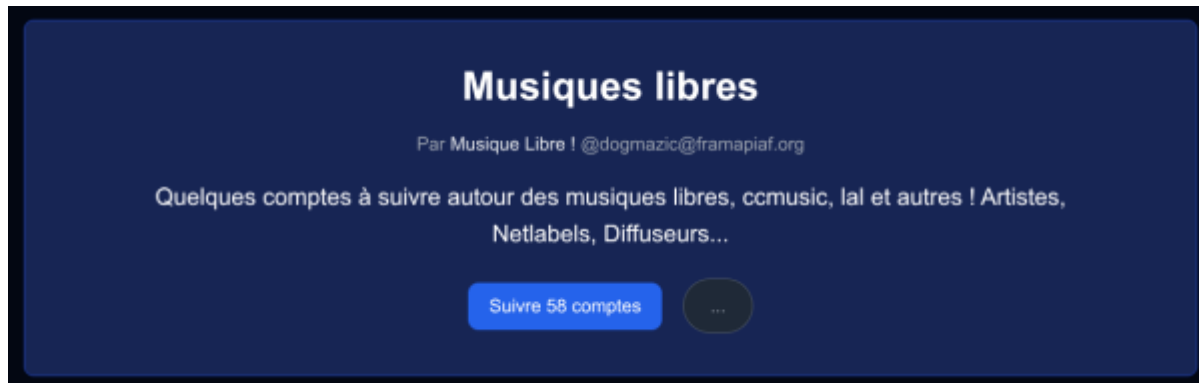 Musiques libres
Par Musique Libre ! @dogmazic@framapiaf.org
Quelques comptes à suivre autour des musiques libres, ccmusic, lal et autres ! Artistes,
Netlabels, Diffuseurs...
Suivre 58 comptes
...